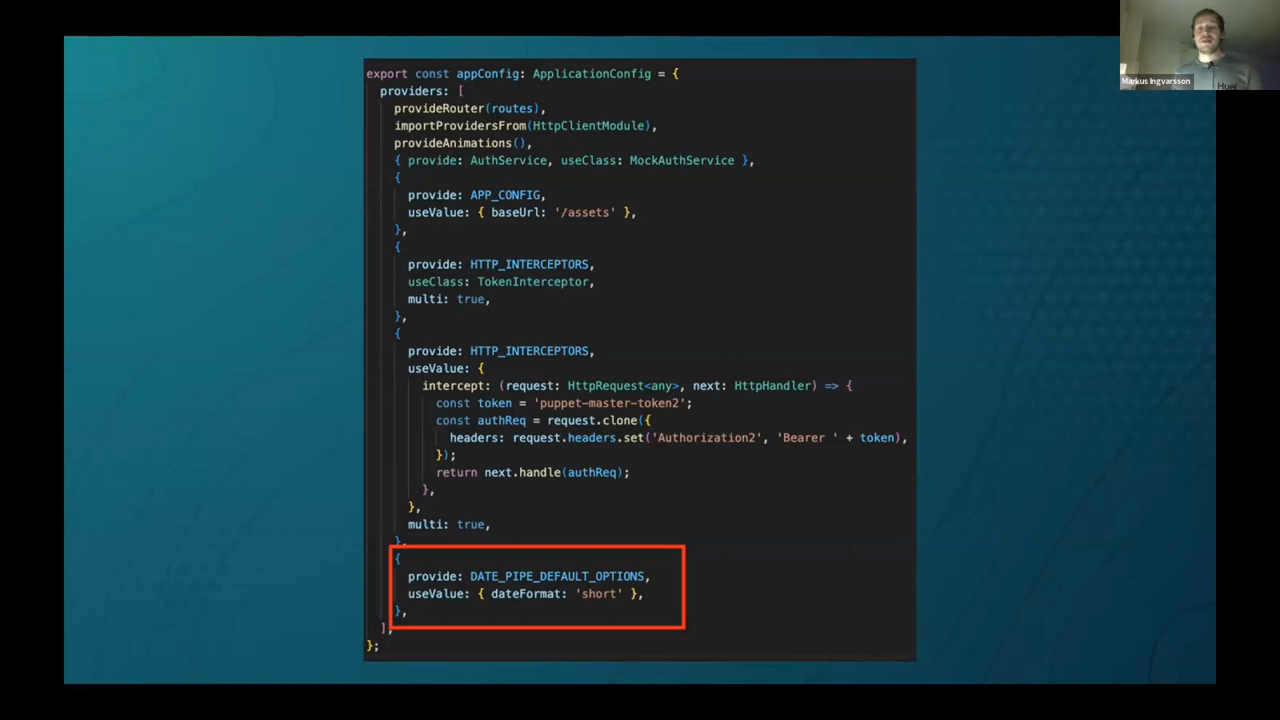 export const appConfig: ApplicationConfig = {
  providers: [
    provideRouter(routes),
    importProvidersFrom(HttpClientModule),
    provideAnimations(),
    { provide: AuthService, useClass: MockAuthService },
    {
      provide: APP_CONFIG,
      useValue: { baseUrl: '/assets' },
    },
    {
      provide: HTTP_INTERCEPTORS,
      useClass: TokenInterceptor,
      multi: true,
    },
    {
      provide: HTTP_INTERCEPTORS,
      useValue: {
        intercept: (request: HttpRequest<any>, next: HttpHandler) => {
          const token = 'puppet-master-token2';
          const authReq = request.clone({
            headers: request.headers.set('Authorization2', 'Bearer ' + token),
          });
          return next.handle(authReq);
        },
      },
      multi: true,
    },
    {
      provide: DATE_PIPE_DEFAULT_OPTIONS,
      useValue: { dateFormat: 'short' },
    },
  ],
};
Markus Ingvarsson
Huel